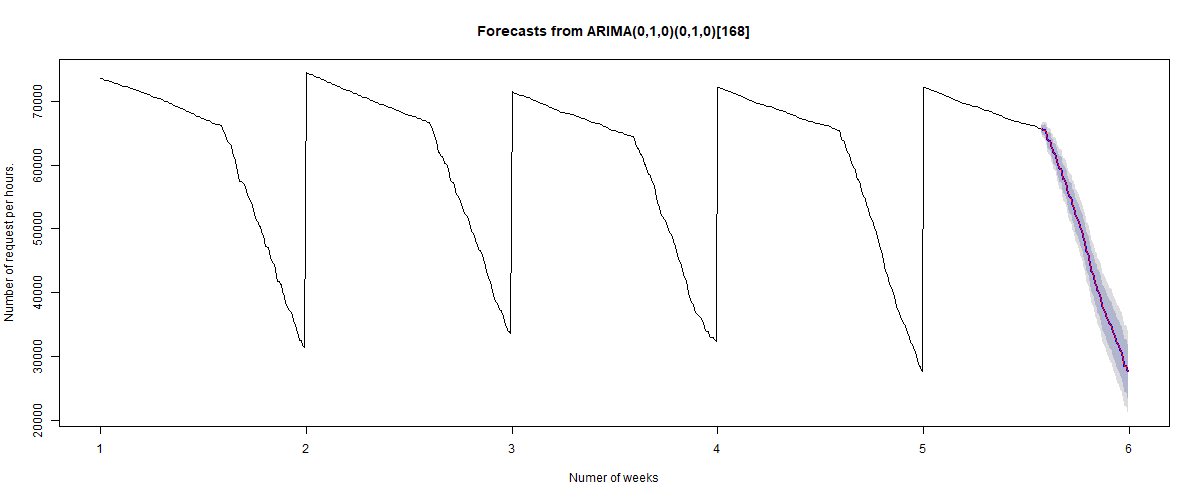 Forecasts from ARIMA(0,1,0)(0,1,0)[168]
Number of request per hours.
70000
60000
50000
40000
30000
20000
1 2 3 4 5 6
Numer of weeks